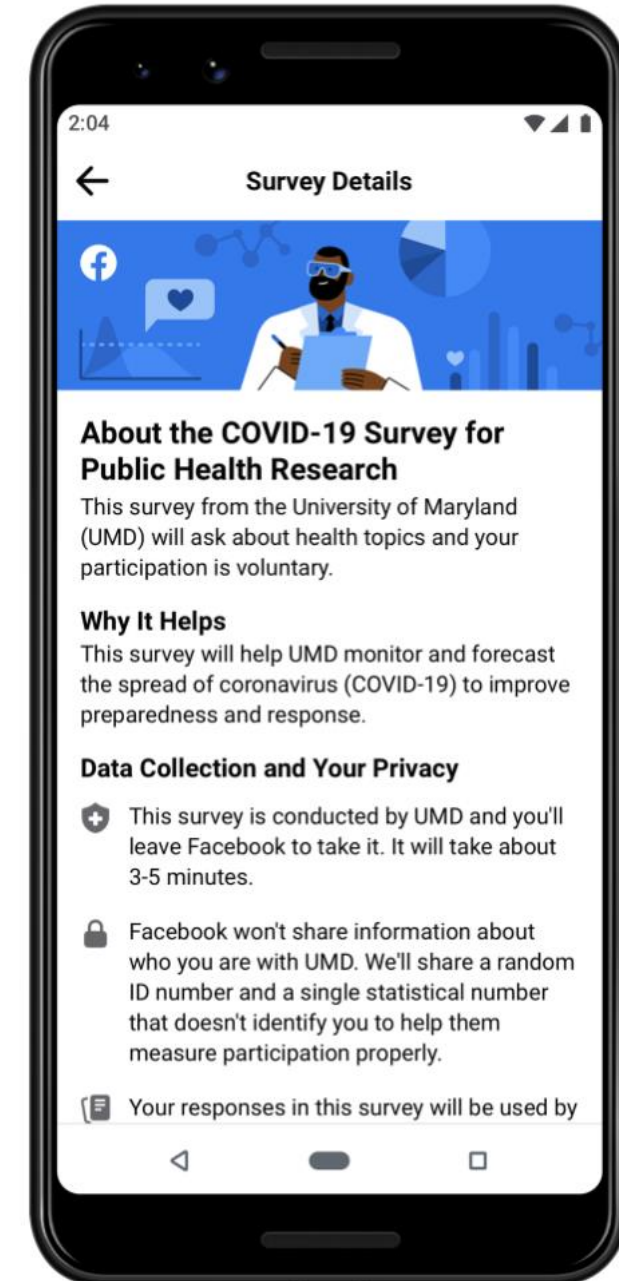 2:04
Survey Details
About the COVID-19 Survey for
Public Health Research
This survey from the University of Maryland
(UMD) will ask about health topics and your
participation is voluntary.
Why It Helps
This survey will help UMD monitor and forecast
the spread of coronavirus (COVID-19) to improve
preparedness and response.
Data Collection and Your Privacy
This survey is conducted by UMD and you'll
leave Facebook to take it. It will take about
3-5 minutes.
Facebook won't share information about
who you are with UMD. We'll share a random
ID number and a single statistical number
that doesn't identify you to help them
measure participation properly.
Your responses in this survey will be used by